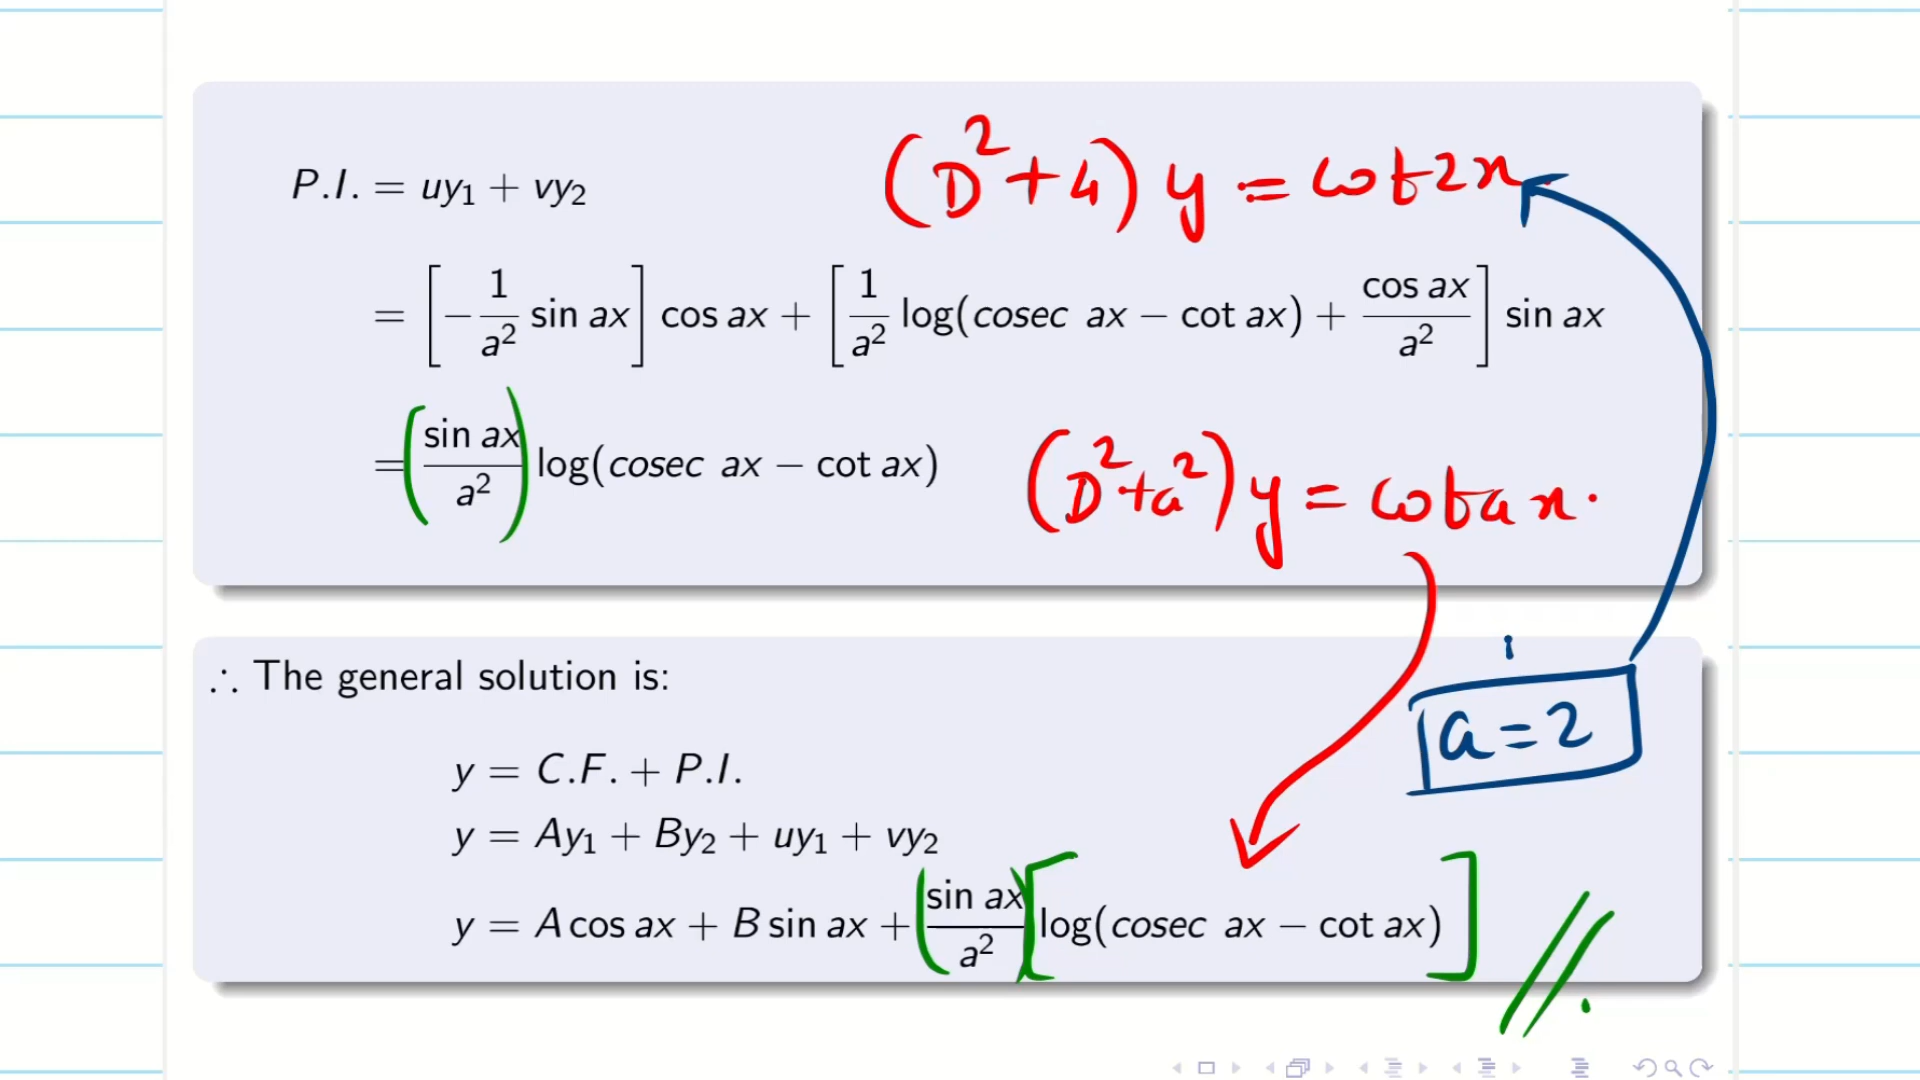 P.I. = uy₁ + vy₂
(D² + 4) y = cot 2x.
= [−1/a² sin ax] cos ax + [1/a² log(cosec ax − cot ax) + cos ax/a²] sin ax
= (sin ax/a²) log(cosec ax − cot ax)
(D² + a²) y = cot ax.
∴ The general solution is:
a = 2
y = C.F. + P.I.
y = Ay₁ + By₂ + uy₁ + vy₂
y = A cos ax + B sin ax + (sin ax/a²) [log(cosec ax − cot ax)]